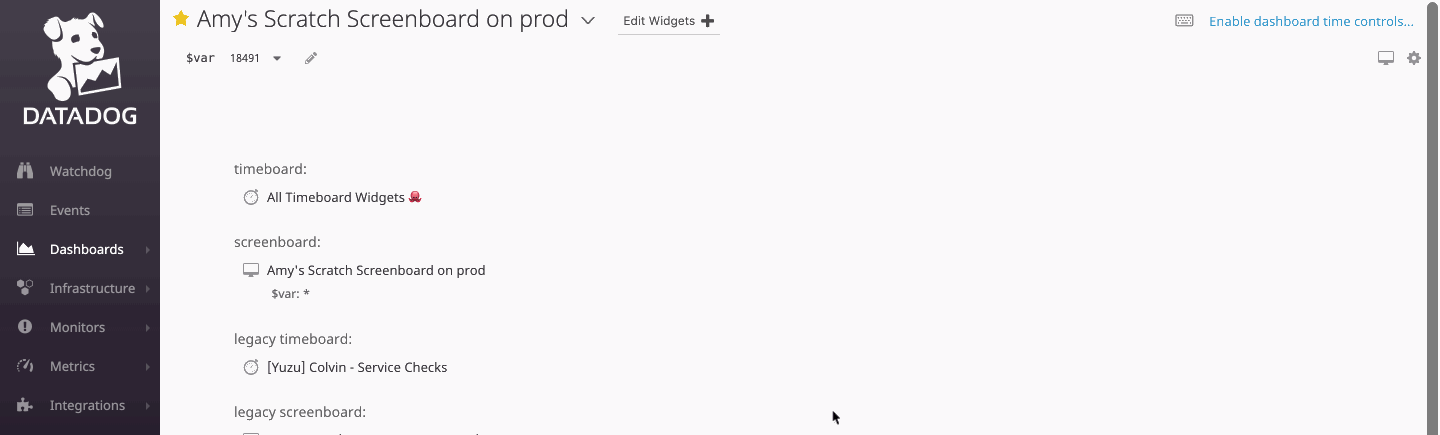 DATADOG
Watchdog
Events
Dashboards
Infrastructure
Monitors
Metrics
Integrations
Amy's Scratch Screenboard on prod
Edit Widgets
Enable dashboard time controls...
$var 18491
timeboard:
All Timeboard Widgets
screenboard:
Amy's Scratch Screenboard on prod
$var: *
legacy timeboard:
[Yuzu] Colvin - Service Checks
legacy screenboard: